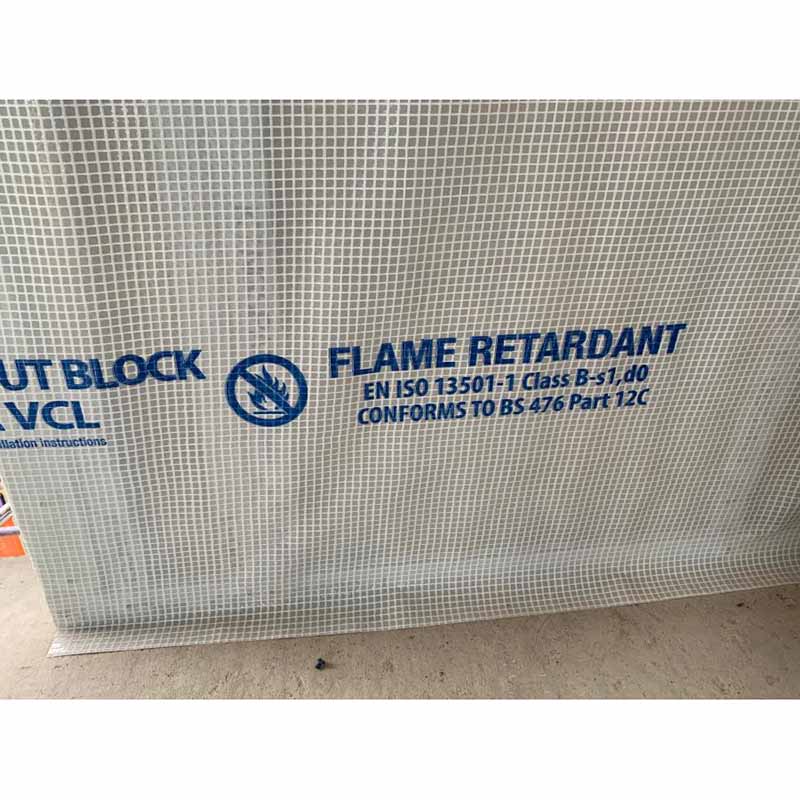 UT BLOCK
VCL
llation instructions
FLAME RETARDANT
EN ISO 13501-1 Class B-s1,d0
CONFORMS TO BS 476 Part 12C